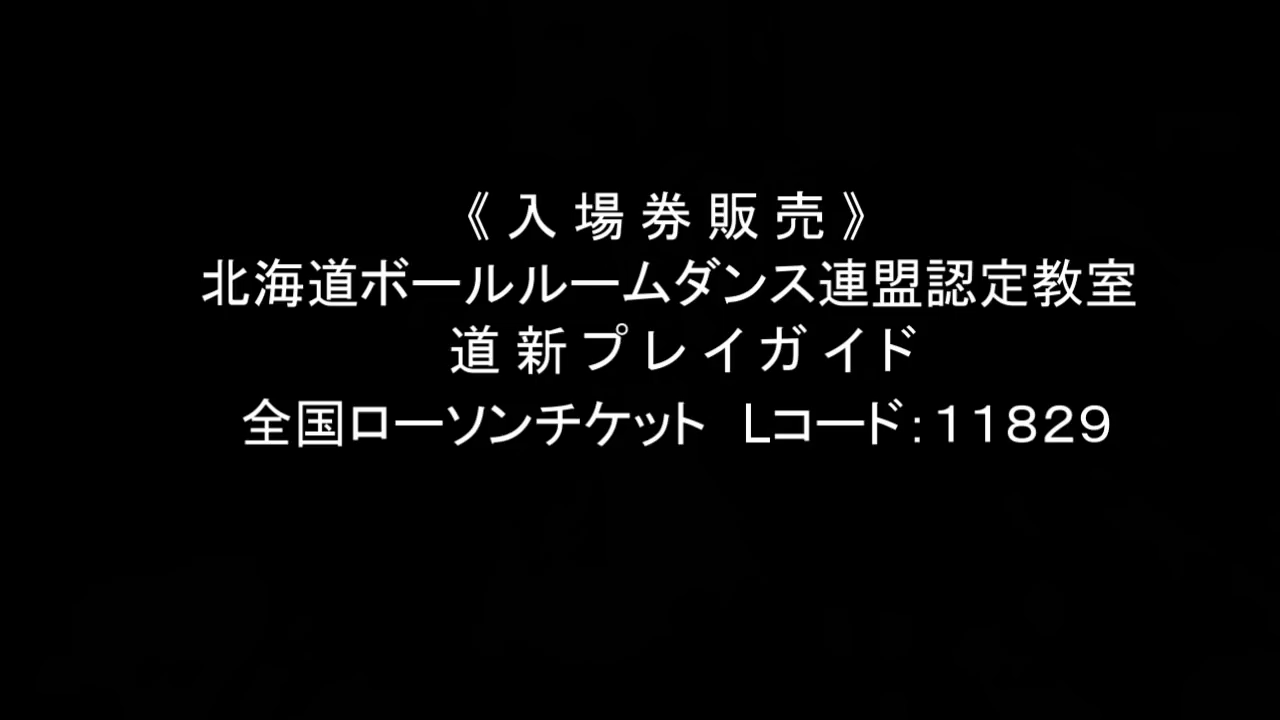 《入場券販売》
北海道ボールルームダンス連盟認定教室
道新プレイガイド
全国ローソンチケット　Lコード：１１８２９